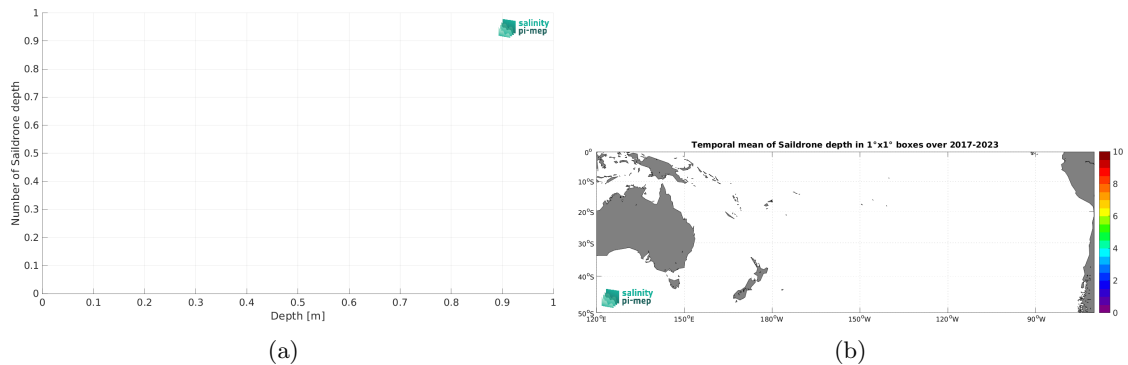 1
0.9
0.8
0.7
0.6
0.5
0.4
0.3
0.2
0.1
0
Number of Saildrone depth
0 0.1 0.2 0.3 0.4 0.5 0.6 0.7 0.8 0.9 1
Depth [m]
salinity
pi-mep
(a)
Temporal mean of Saildrone depth in 1°x1° boxes over 2017-2023
0°
10°S
20°S
30°S
40°S
50°S
120°E 150°E 180°W 150°W 120°W 90°W
salinity
pi-mep
10
8
6
4
2
0
(b)